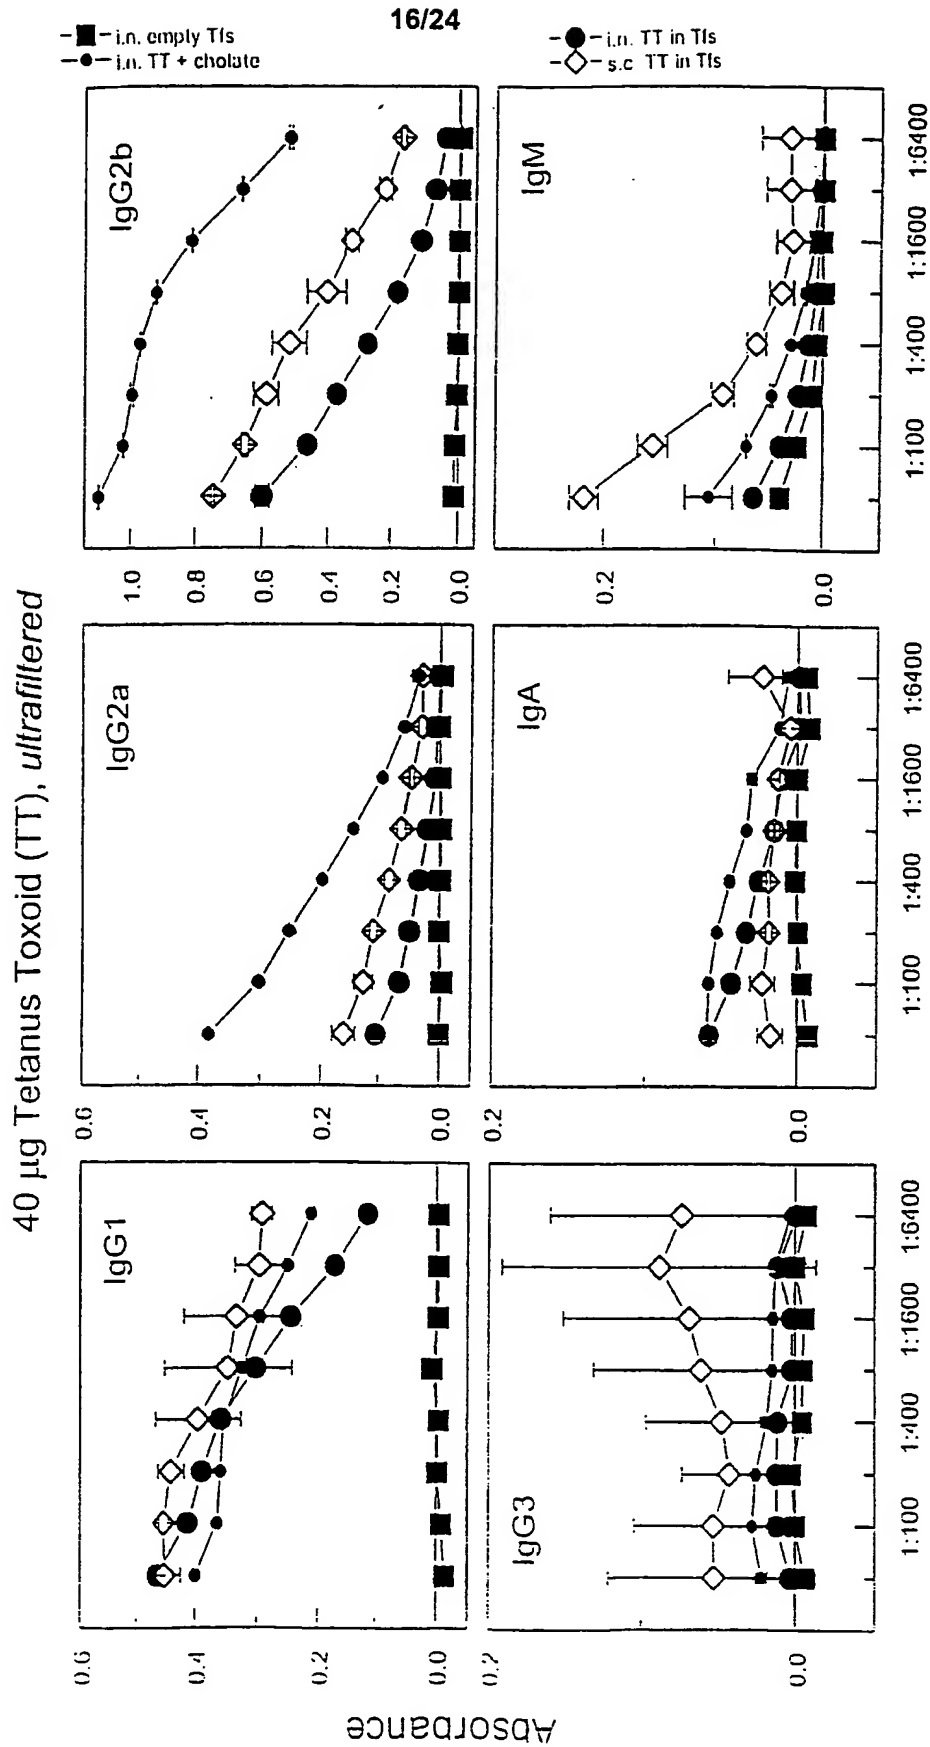 16/24
i.n. empty Tfs
i.n. TT + cholate
i.n. TT in Tfs
s.c TT in Tfs
40 µg Tetanus Toxoid (TT), ultrafiltered
Absorbance
IgG1
0.6
0.4
0.2
0.0
IgG2a
0.6
0.4
0.2
0.0
IgG2b
1.0
0.8
0.6
0.4
0.2
0.0
IgG3
0.2
0.0
1:100
1:400
1:1600
1:6400
IgA
0.2
0.0
1:100
1:400
1:1600
1:6400
IgM
0.2
0.0
1:100
1:400
1:1600
1:6400